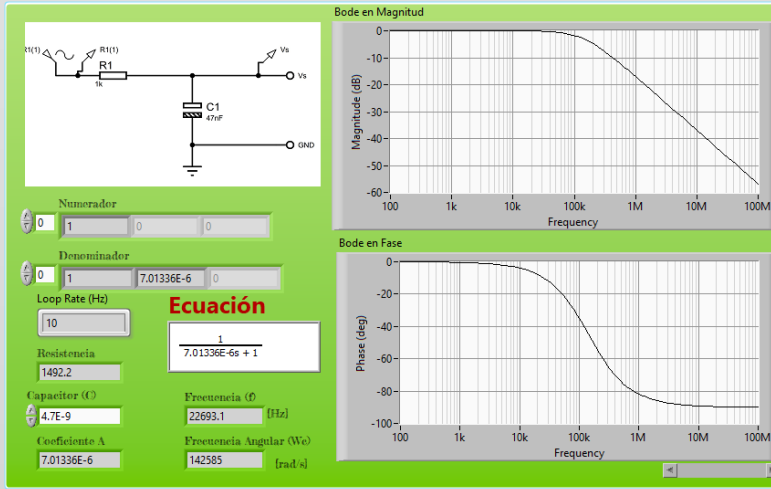 Bode en Magnitud
R1(1)
R1(1)
Vs
R1
1k
Vs
C1
47nF
GND
Magnitude (dB)
0
-10
-20
-30
-40
-50
-60
100 1k 10k 100k 1M 10M 100M
Frequency
Numerador
0 1 0 0
Denominador
0 1 7.01336E-6 0
Loop Rate (Hz)
10
Ecuación
1
7.01336E-6s + 1
Resistencia
1492.2
Capacitor (C)
4.7E-9
Frecuencia (f)
22693.1 [Hz]
Coeficiente A
7.01336E-6
Frecuencia Angular (Wc)
142585 [rad/s]
Bode en Fase
Phase (deg)
0
-20
-40
-60
-80
-100
100 1k 10k 100k 1M 10M 100M
Frequency